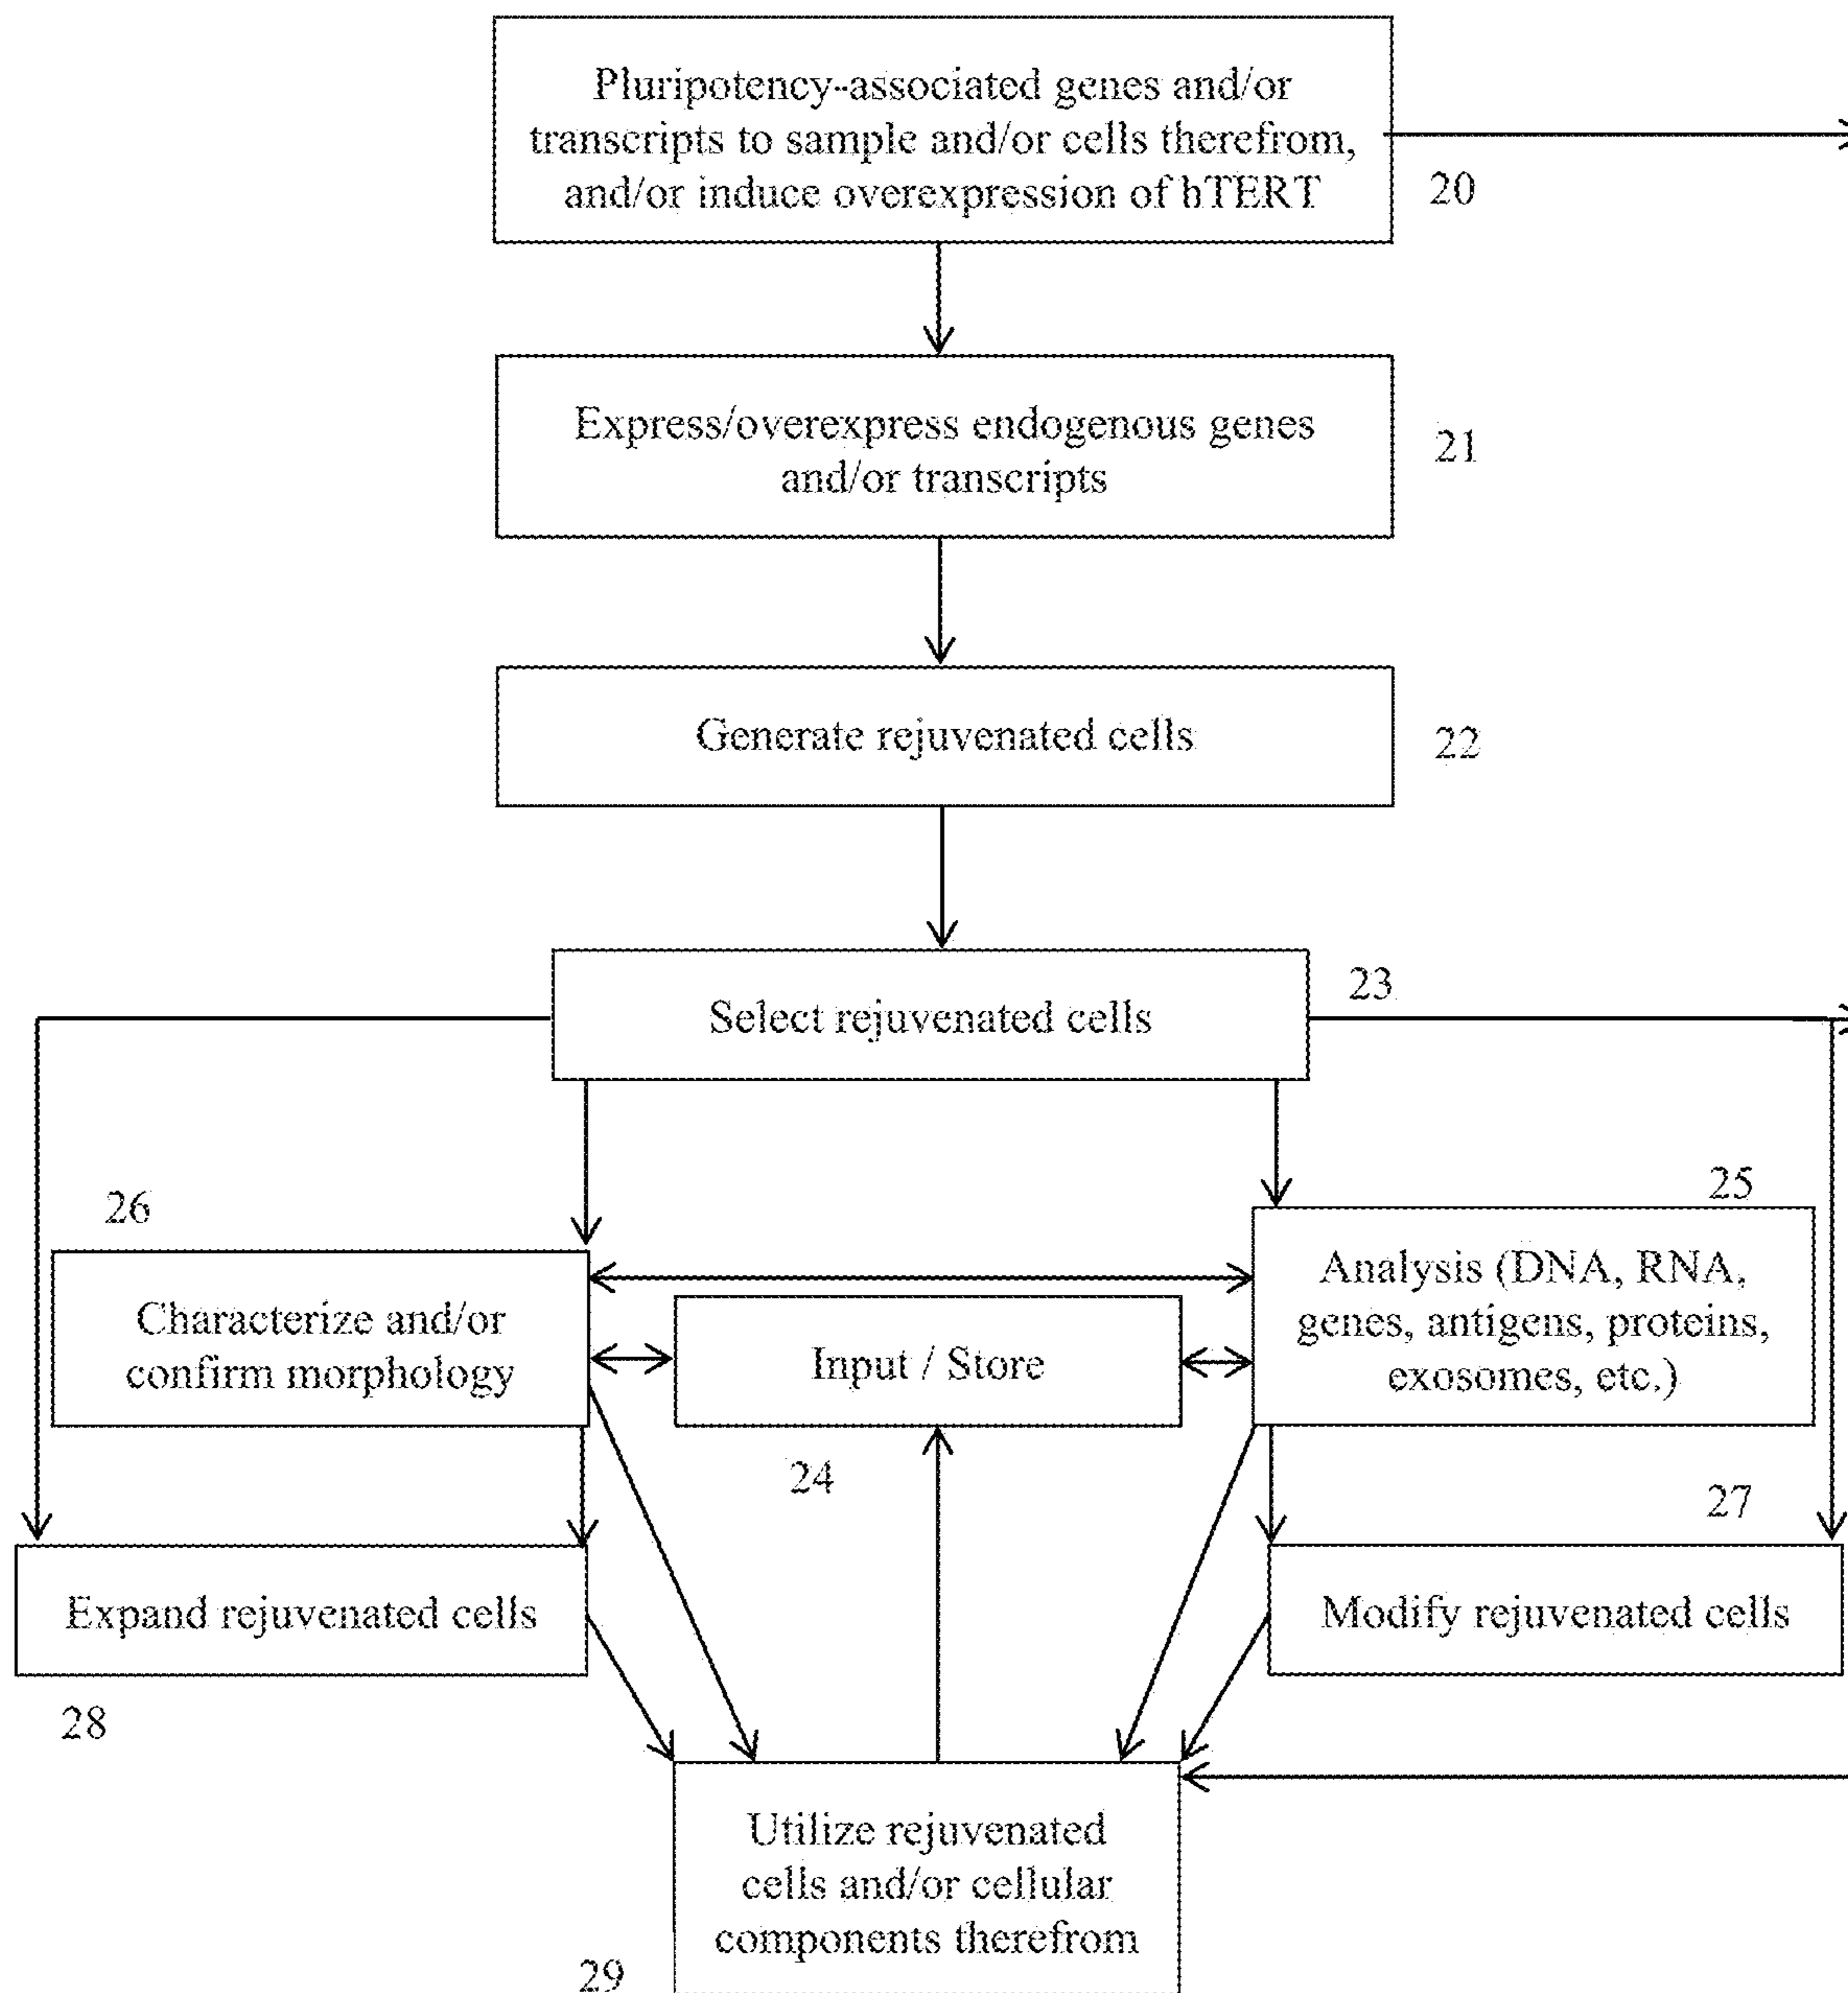 Pluripotency-associated genes and/or
transcripts to sample and/or cells therefrom,
and/or induce overexpression of hTERT
20
Express/overexpress endogenous genes
and/or transcripts
21
Generate rejuvenated cells
22
Select rejuvenated cells
23
26
Characterize and/or
confirm morphology
Input / Store
24
25
Analysis (DNA, RNA,
genes, antigens, proteins,
exosomes, etc.)
Expand rejuvenated cells
28
27
Modify rejuvenated cells
Utilize rejuvenated
cells and/or cellular
components therefrom
29